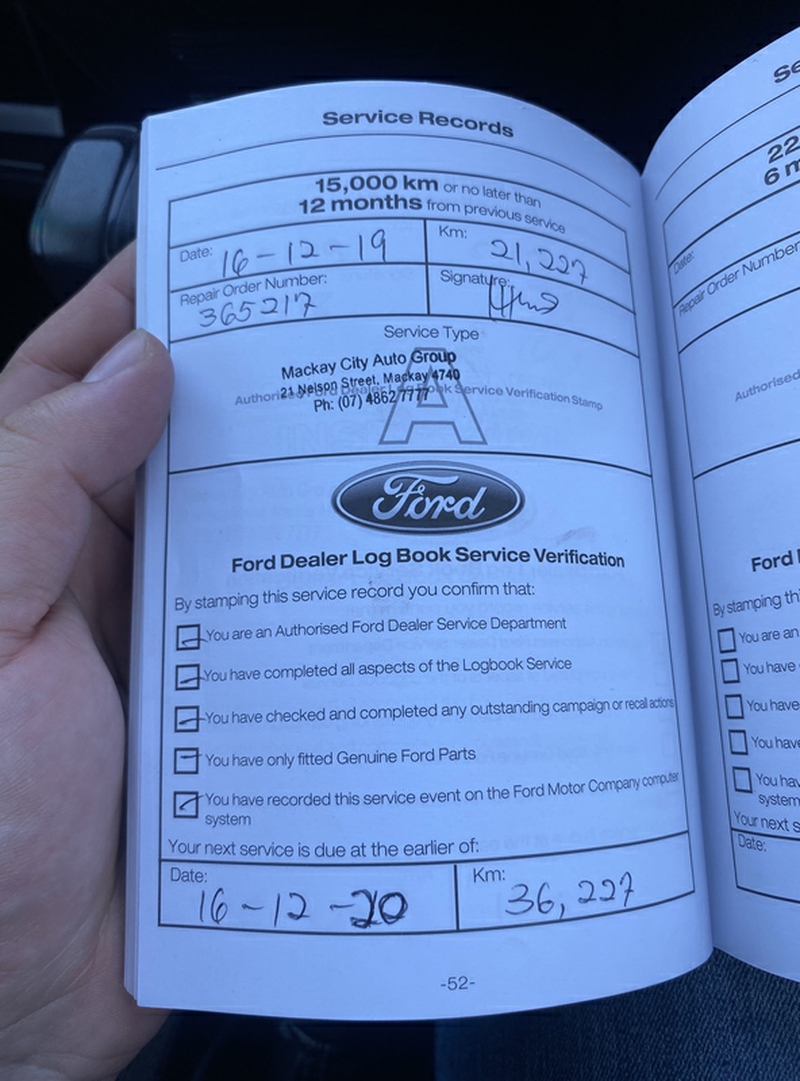 Service Records
15,000 km or no later than
12 months from previous service
Date: 16-12-19
Km: 21,227
Repair Order Number:
365217
Signature:
Service Type
A
Mackay City Auto Group
21 Nelson Street, Mackay 4740
Authorised Ford Dealer Log Book Service Verification Stamp
Ph: (07) 4862 7777
Ford
Ford Dealer Log Book Service Verification
By stamping this service record you confirm that:
You are an Authorised Ford Dealer Service Department
You have completed all aspects of the Logbook Service
You have checked and completed any outstanding campaign or recall actions
You have only fitted Genuine Ford Parts
You have recorded this service event on the Ford Motor Company computer
system
Your next service is due at the earlier of:
Date:
16-12-20
Km:
36,227
-52-
Se
22
6 m
Date:
Repair Order Number
Authorised
Ford
By stamping th
You are an
You have
You have
You have
You hav
system
Your next s
Date: